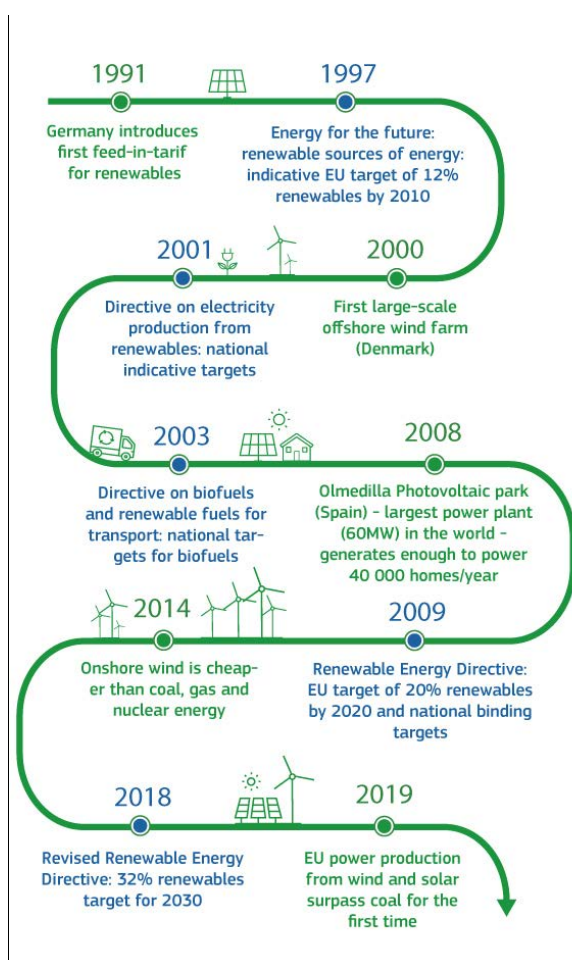 1991
Germany introduces
first feed-in-tarif
for renewables
1997
Energy for the future:
renewable sources of energy:
indicative EU target of 12%
renewables by 2010
2000
First large-scale
offshore wind farm
(Denmark)
2001
Directive on electricity
production from
renewables: national
indicative targets
2003
Directive on biofuels
and renewable fuels for
transport: national tar-
gets for biofuels
2008
Olmedilla Photovoltaic park
(Spain) - largest power plant
(60MW) in the world -
generates enough to power
40 000 homes/year
2009
Renewable Energy Directive:
EU target of 20% renewables
by 2020 and national binding
targets
2014
Onshore wind is cheap-
er than coal, gas and
nuclear energy
2018
Revised Renewable Energy
Directive: 32% renewables
target for 2030
2019
EU power production
from wind and solar
surpass coal for the
first time